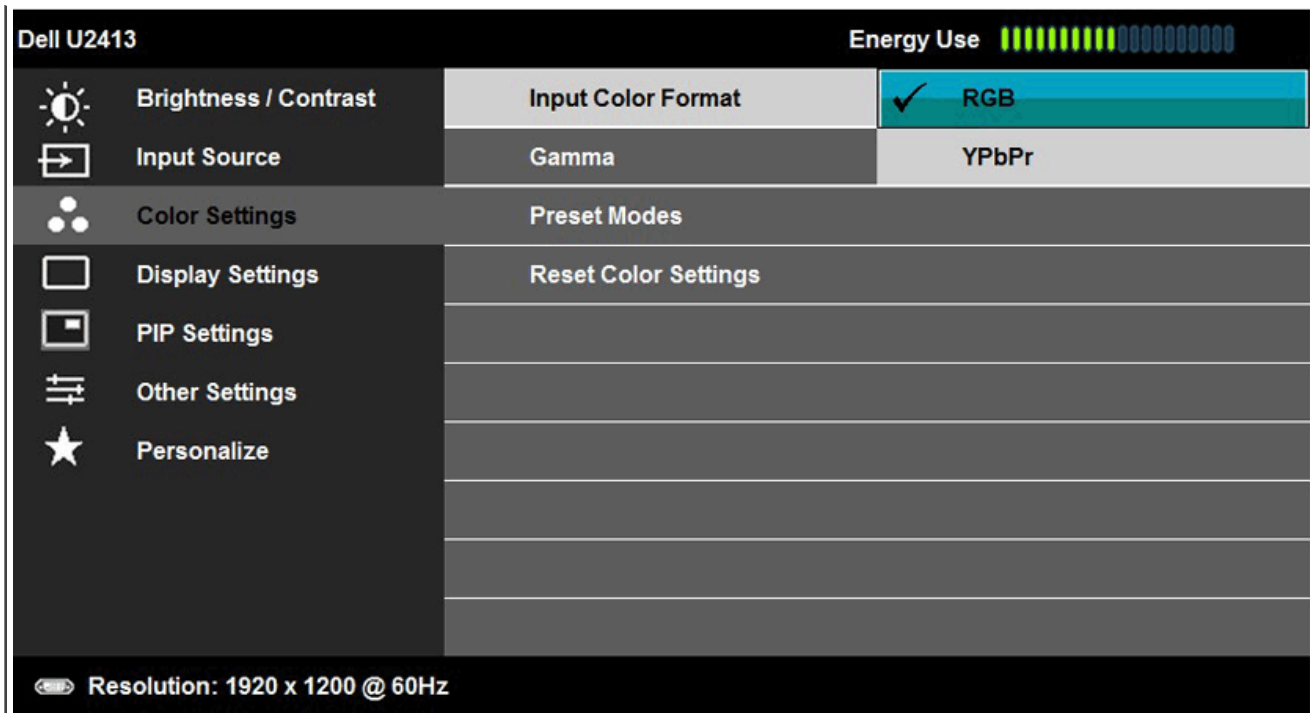 Dell U2413 Energy Use
Brightness / Contrast Input Color Format RGB
Input Source Gamma YPbPr
Color Settings Preset Modes
Display Settings Reset Color Settings
PIP Settings
Other Settings
Personalize
Resolution: 1920 x 1200 @ 60Hz